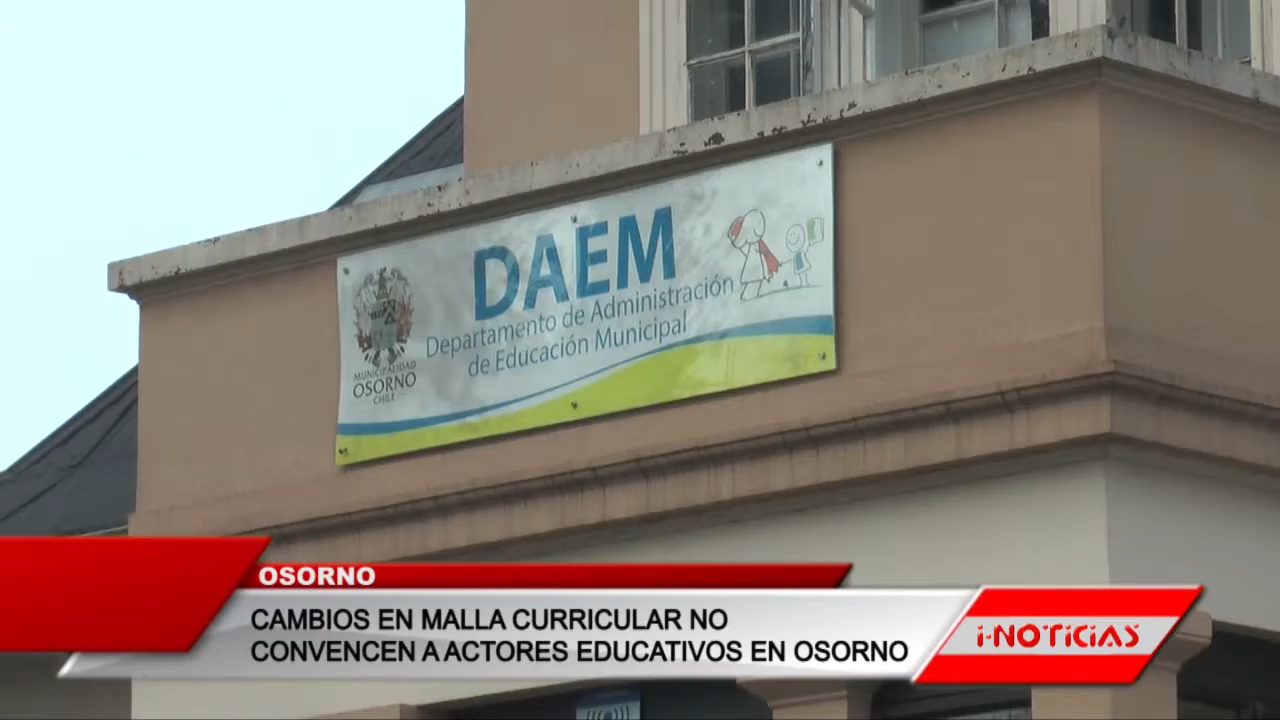 DAEM
Departamento de Administración
de Educación Municipal
MUNICIPALIDAD
OSORNO
CHILE
OSORNO
CAMBIOS EN MALLA CURRICULAR NO
CONVENCEN A ACTORES EDUCATIVOS EN OSORNO
i-NOTICIAS